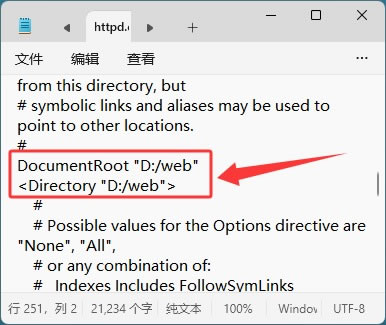 httpd.c
文件 编辑 查看
from this directory, but
# symbolic links and aliases may be used to
point to other locations.
#
DocumentRoot "D:/web"
<Directory "D:/web">
#
# Possible values for the Options directive are
"None", "All",
# or any combination of:
# Indexes Includes FollowSymLinks
行 251，列 2 21,234 个字 纯文本 100% Window UTF-8